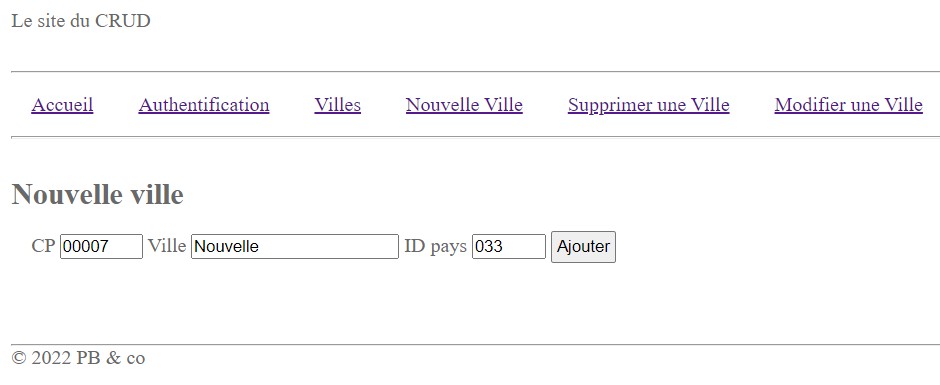 Le site du CRUD
Accueil Authentification Villes Nouvelle Ville Supprimer une Ville Modifier une Ville
Nouvelle ville
CP 00007 Ville Nouvelle ID pays 033 Ajouter
© 2022 PB & co